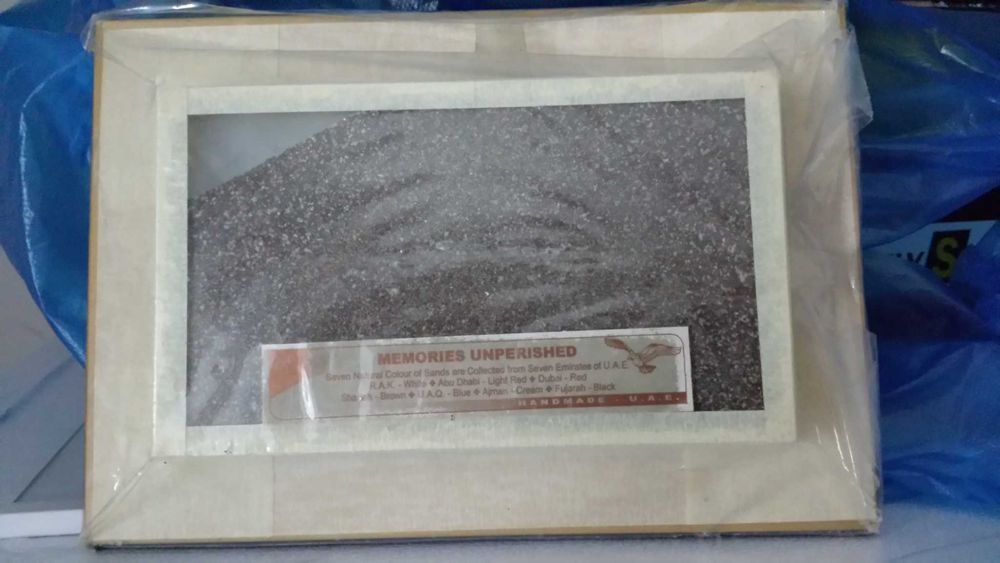 MEMORIES UNPERISHED
Seven Natural Colour of Sands are Collected from Seven Emirates of U.A.E.
R.A.K. - White ❖ Abu Dhabi - Light Red ❖ Dubai - Red
Sharjah - Brown ❖ U.A.Q. - Blue ❖ Ajman - Cream ❖ Fujarah - Black
HANDMADE - U.A.E.
S